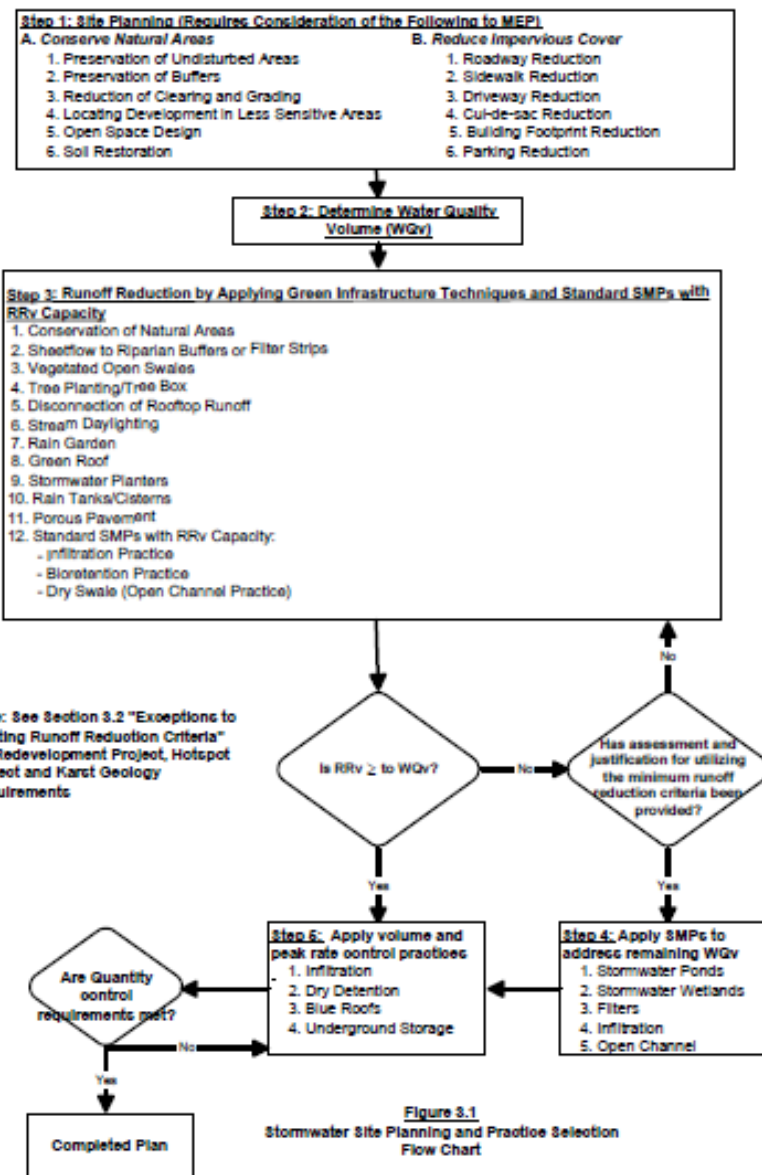 Step 1: Site Planning (Requires Consideration of the Following to MEP)
A. Conserve Natural Areas
1. Preservation of Undisturbed Areas
2. Preservation of Buffers
3. Reduction of Clearing and Grading
4. Locating Development in Less Sensitive Areas
5. Open Space Design
6. Soil Restoration
B. Reduce Impervious Cover
1. Roadway Reduction
2. Sidewalk Reduction
3. Driveway Reduction
4. Cul-de-sac Reduction
5. Building Footprint Reduction
6. Parking Reduction
Step 2: Determine Water Quality
Volume (WQv)
Step 3: Runoff Reduction by Applying Green Infrastructure Techniques and Standard SMPs with
RRv Capacity
1. Conservation of Natural Areas
2. Sheetflow to Riparian Buffers or Filter Strips
3. Vegetated Open Swales
4. Tree Planting/Tree Box
5. Disconnection of Rooftop Runoff
6. Stream Daylighting
7. Rain Garden
8. Green Roof
9. Stormwater Planters
10. Rain Tanks/Cisterns
11. Porous Pavement
12. Standard SMPs with RRv Capacity:
- Infiltration Practice
- Bioretention Practice
- Dry Swale (Open Channel Practice)
No
e: See Section 3.2 "Exceptions to
ting Runoff Reduction Criteria"
Redevelopment Project, Hotspot
ect and Karst Geology
uirements
Is RRv ≥ to WQv?
No
Has assessment and
justification for utilizing
the minimum runoff
reduction criteria been
provided?
Yes
Yes
Step 5: Apply volume and
peak rate control practices
1. Infiltration
2. Dry Detention
3. Blue Roofs
4. Underground Storage
Step 4: Apply SMPs to
address remaining WQv
1. Stormwater Ponds
2. Stormwater Wetlands
3. Filters
4. Infiltration
5. Open Channel
Are Quantity
control
requirements met?
No
Yes
Completed Plan
Figure 3.1
Stormwater Site Planning and Practice Selection
Flow Chart